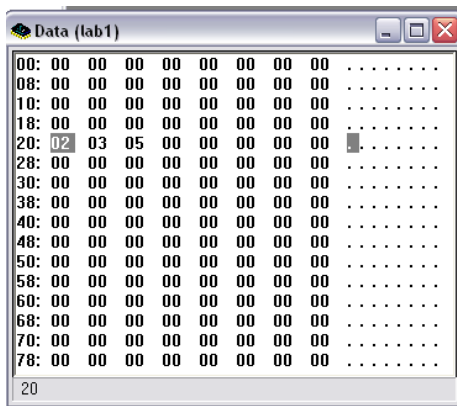 Data (lab1)
00: 00 00 00 00 00 00 00 00 ........
08: 00 00 00 00 00 00 00 00 ........
10: 00 00 00 00 00 00 00 00 ........
18: 00 00 00 00 00 00 00 00 ........
20: 02 03 05 00 00 00 00 00 ........
28: 00 00 00 00 00 00 00 00 ........
30: 00 00 00 00 00 00 00 00 ........
38: 00 00 00 00 00 00 00 00 ........
40: 00 00 00 00 00 00 00 00 ........
48: 00 00 00 00 00 00 00 00 ........
50: 00 00 00 00 00 00 00 00 ........
58: 00 00 00 00 00 00 00 00 ........
60: 00 00 00 00 00 00 00 00 ........
68: 00 00 00 00 00 00 00 00 ........
70: 00 00 00 00 00 00 00 00 ........
78: 00 00 00 00 00 00 00 00 ........
20